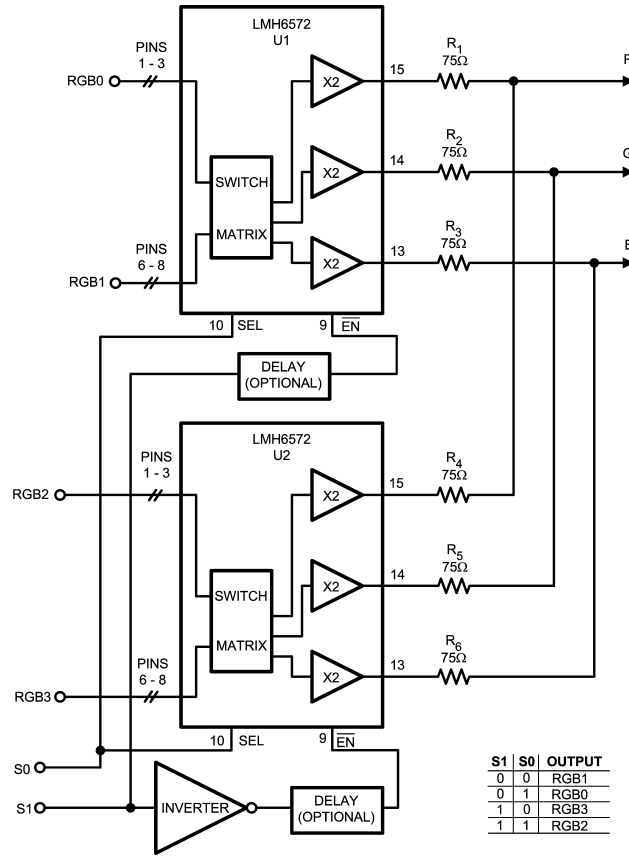 LMH6572
U1
PINS
1 - 3
RGB0
X2
15
R1
75Ω
R
X2
14
R2
75Ω
G
SWITCH
MATRIX
PINS
6 - 8
RGB1
X2
13
R3
75Ω
10 SEL
9 EN
DELAY
(OPTIONAL)
LMH6572
U2
PINS
1 - 3
RGB2
X2
15
R4
75Ω
X2
14
R5
75Ω
SWITCH
MATRIX
PINS
6 - 8
RGB3
X2
13
R6
75Ω
10 SEL
9 EN
S0
S1
INVERTER
DELAY
(OPTIONAL)
S1 S0 OUTPUT
0 0 RGB1
0 1 RGB0
1 0 RGB3
1 1 RGB2